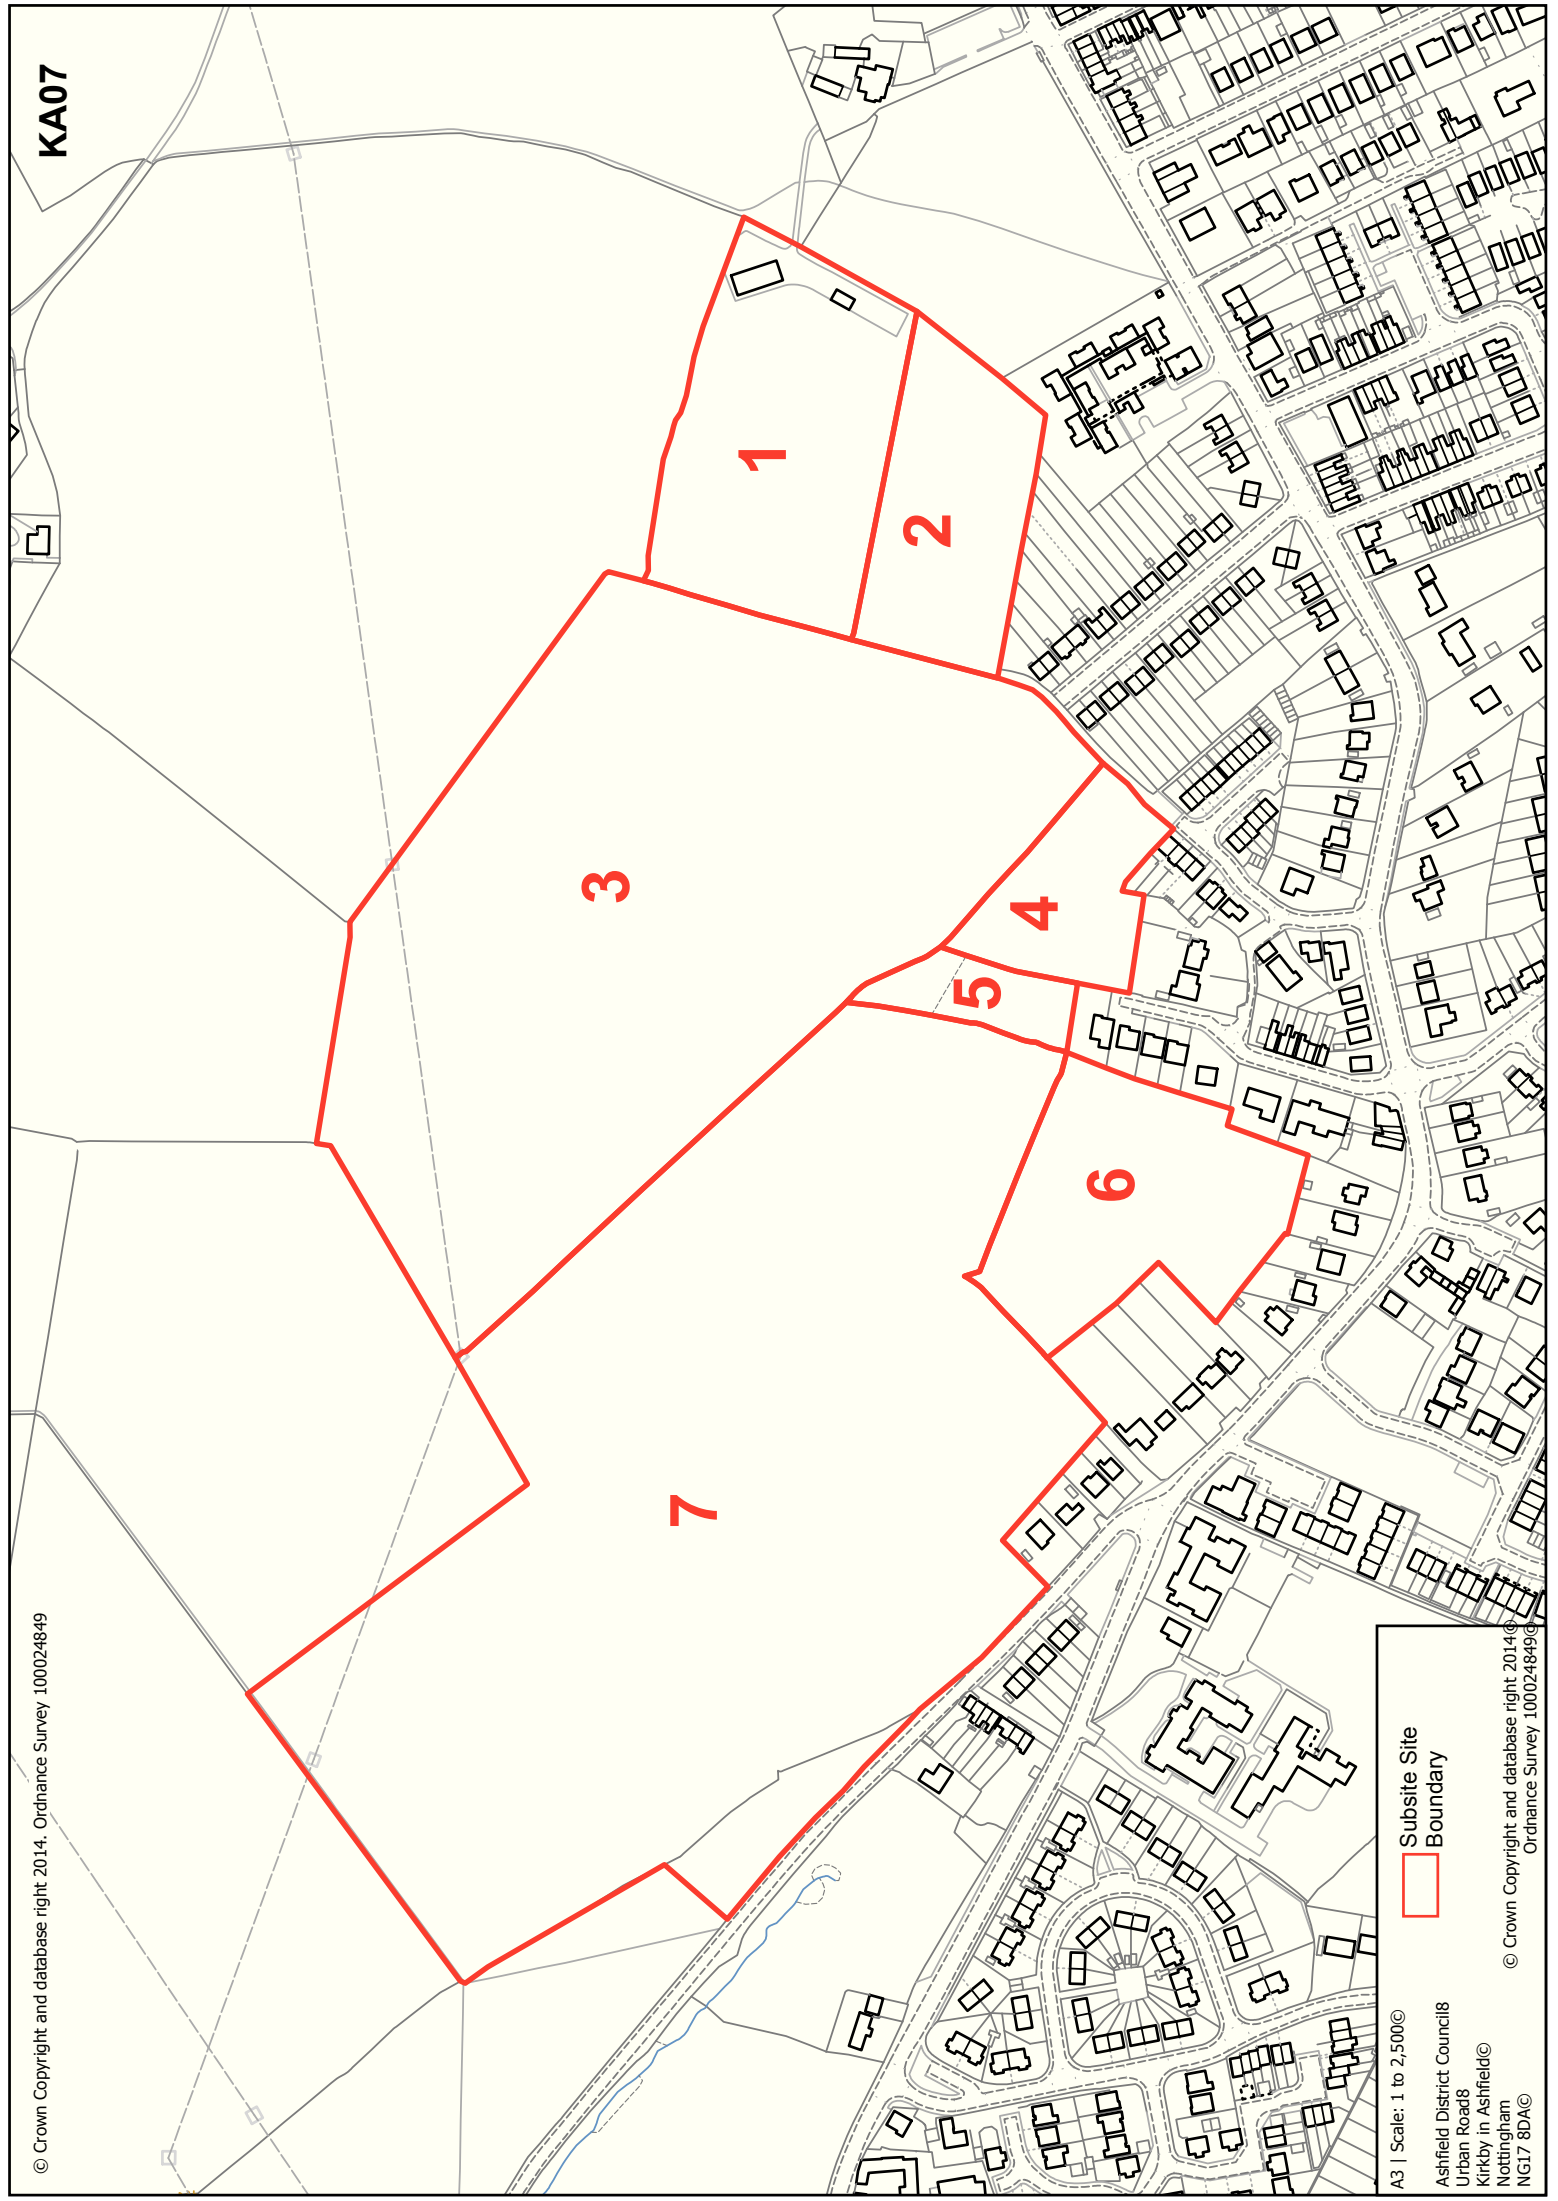 © Crown Copyright and database right 2014. Ordnance Survey 100024849
KA07
1
2
3
4
5
6
7
A3 | Scale: 1 to 2,500©
Subsite Site
Boundary
Ashfield District Council8
Urban Road8
Kirkby in Ashfield©
Nottingham
NG17 8DA©
© Crown Copyright and database right 2014©
Ordnance Survey 100024849©